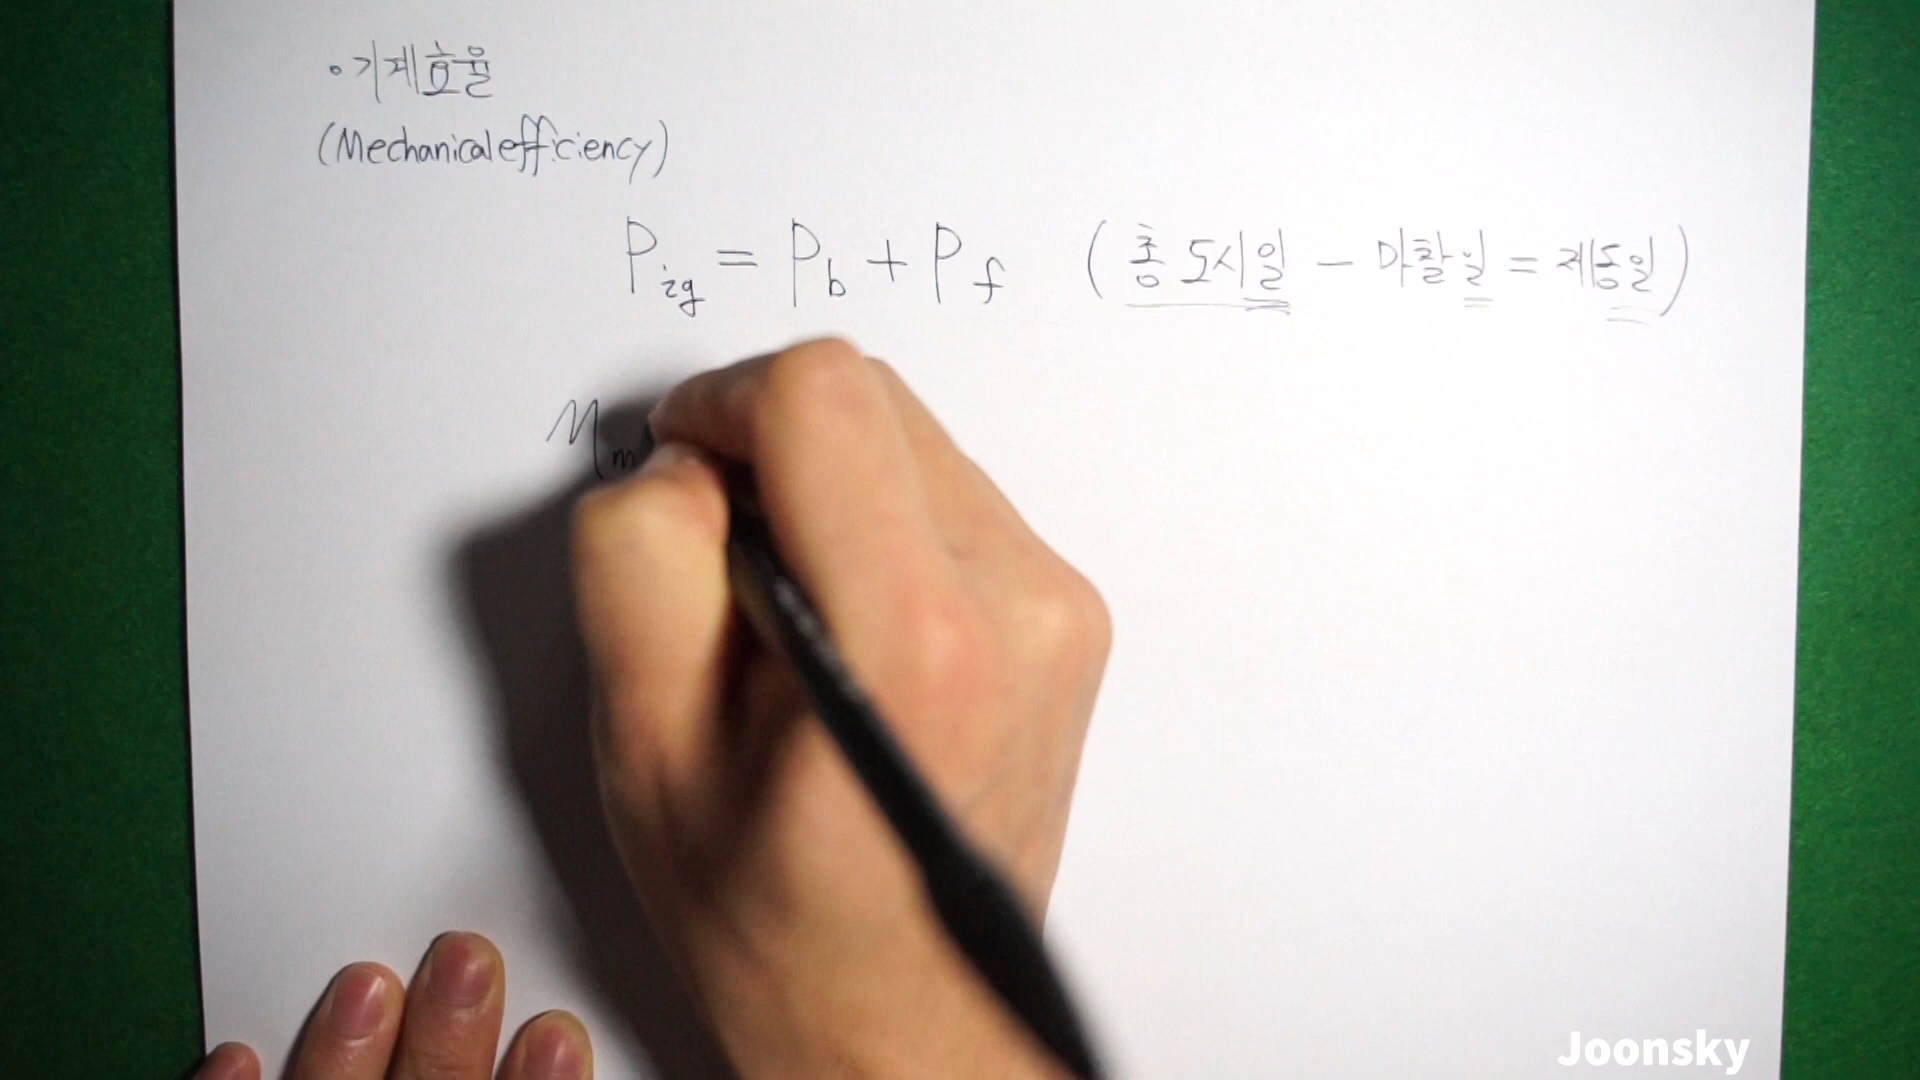 • 기계효율
(Mechanical efficiency)
P_ig = P_b + P_f (총 도시일 - 마찰일 = 제동일)
η_m
Joonsky